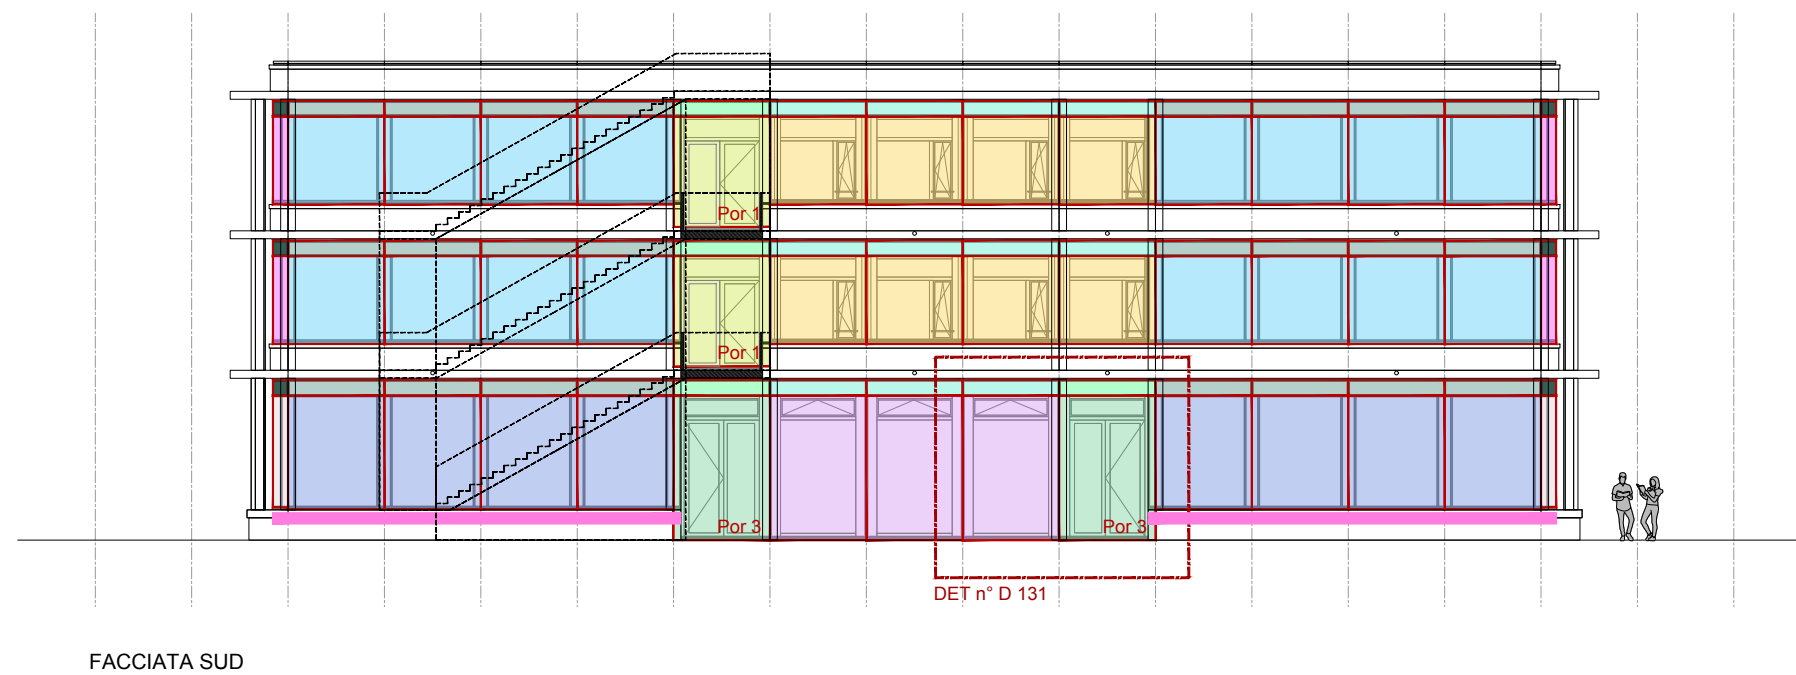 Por 1
Por 1
Por 3
Por 3
DET n° D 131
FACCIATA SUD